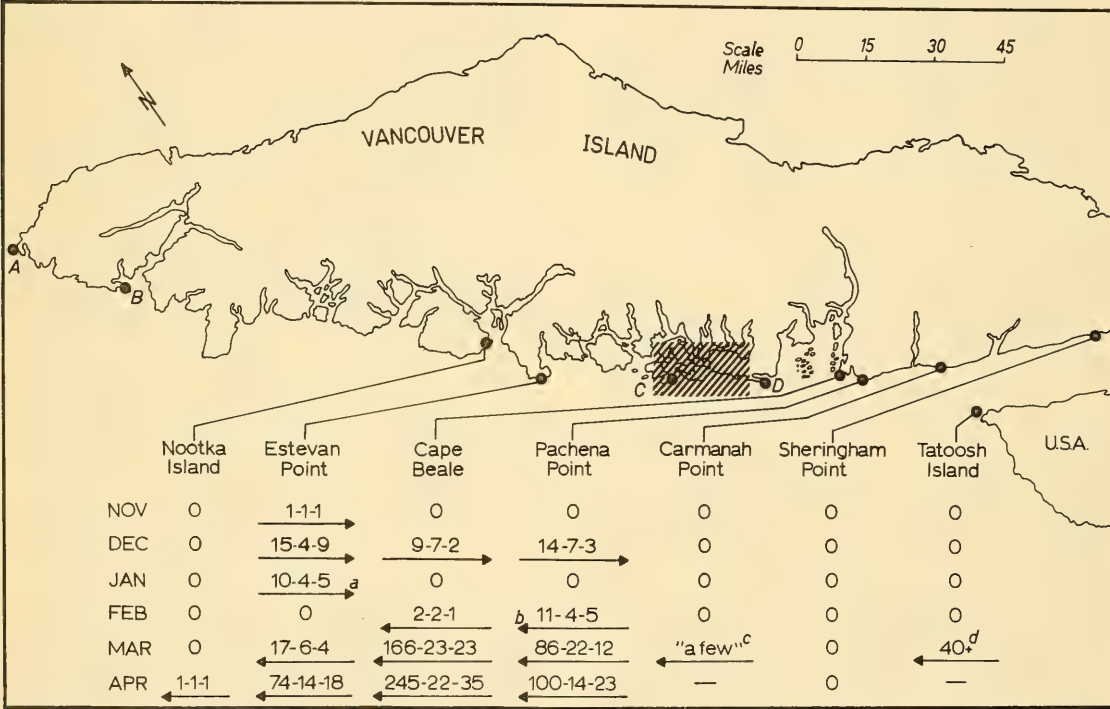 Scale Miles 0 15 30 45
N
VANCOUVER ISLAND
A
B
C
D
U.S.A.
Nootka Island Estevan Point Cape Beale Pachena Point Carmanah Point Sheringham Point Tatoosh Island
NOV 0 1-1-1 0 0 0 0 0
DEC 0 15-4-9 9-7-2 14-7-3 0 0 0
JAN 0 10-4-5 a 0 0 0 0 0
FEB 0 0 2-2-1 b 11-4-5 0 0 0
MAR 0 17-6-4 166-23-23 86-22-12 "a few" c 0 40+ d
APR 1-1-1 74-14-18 245-22-35 100-14-23 — 0 —